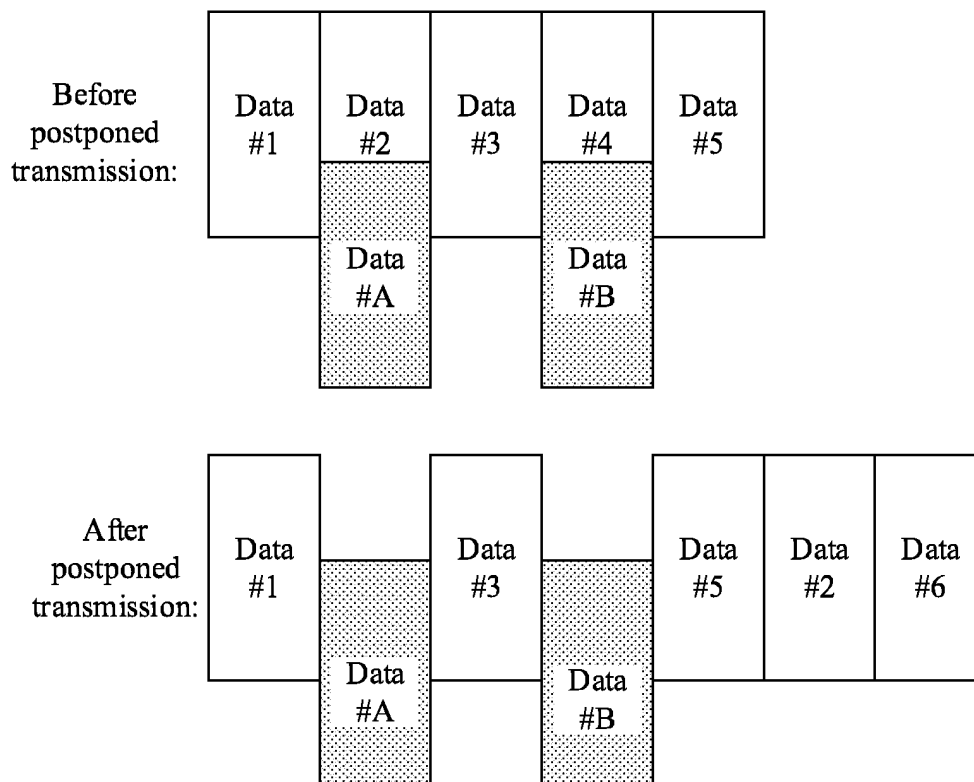 Before
postponed
transmission:
Data
#1
Data
#2
Data
#3
Data
#4
Data
#5
Data
#A
Data
#B
After
postponed
transmission:
Data
#1
Data
#3
Data
#5
Data
#2
Data
#6
Data
#A
Data
#B